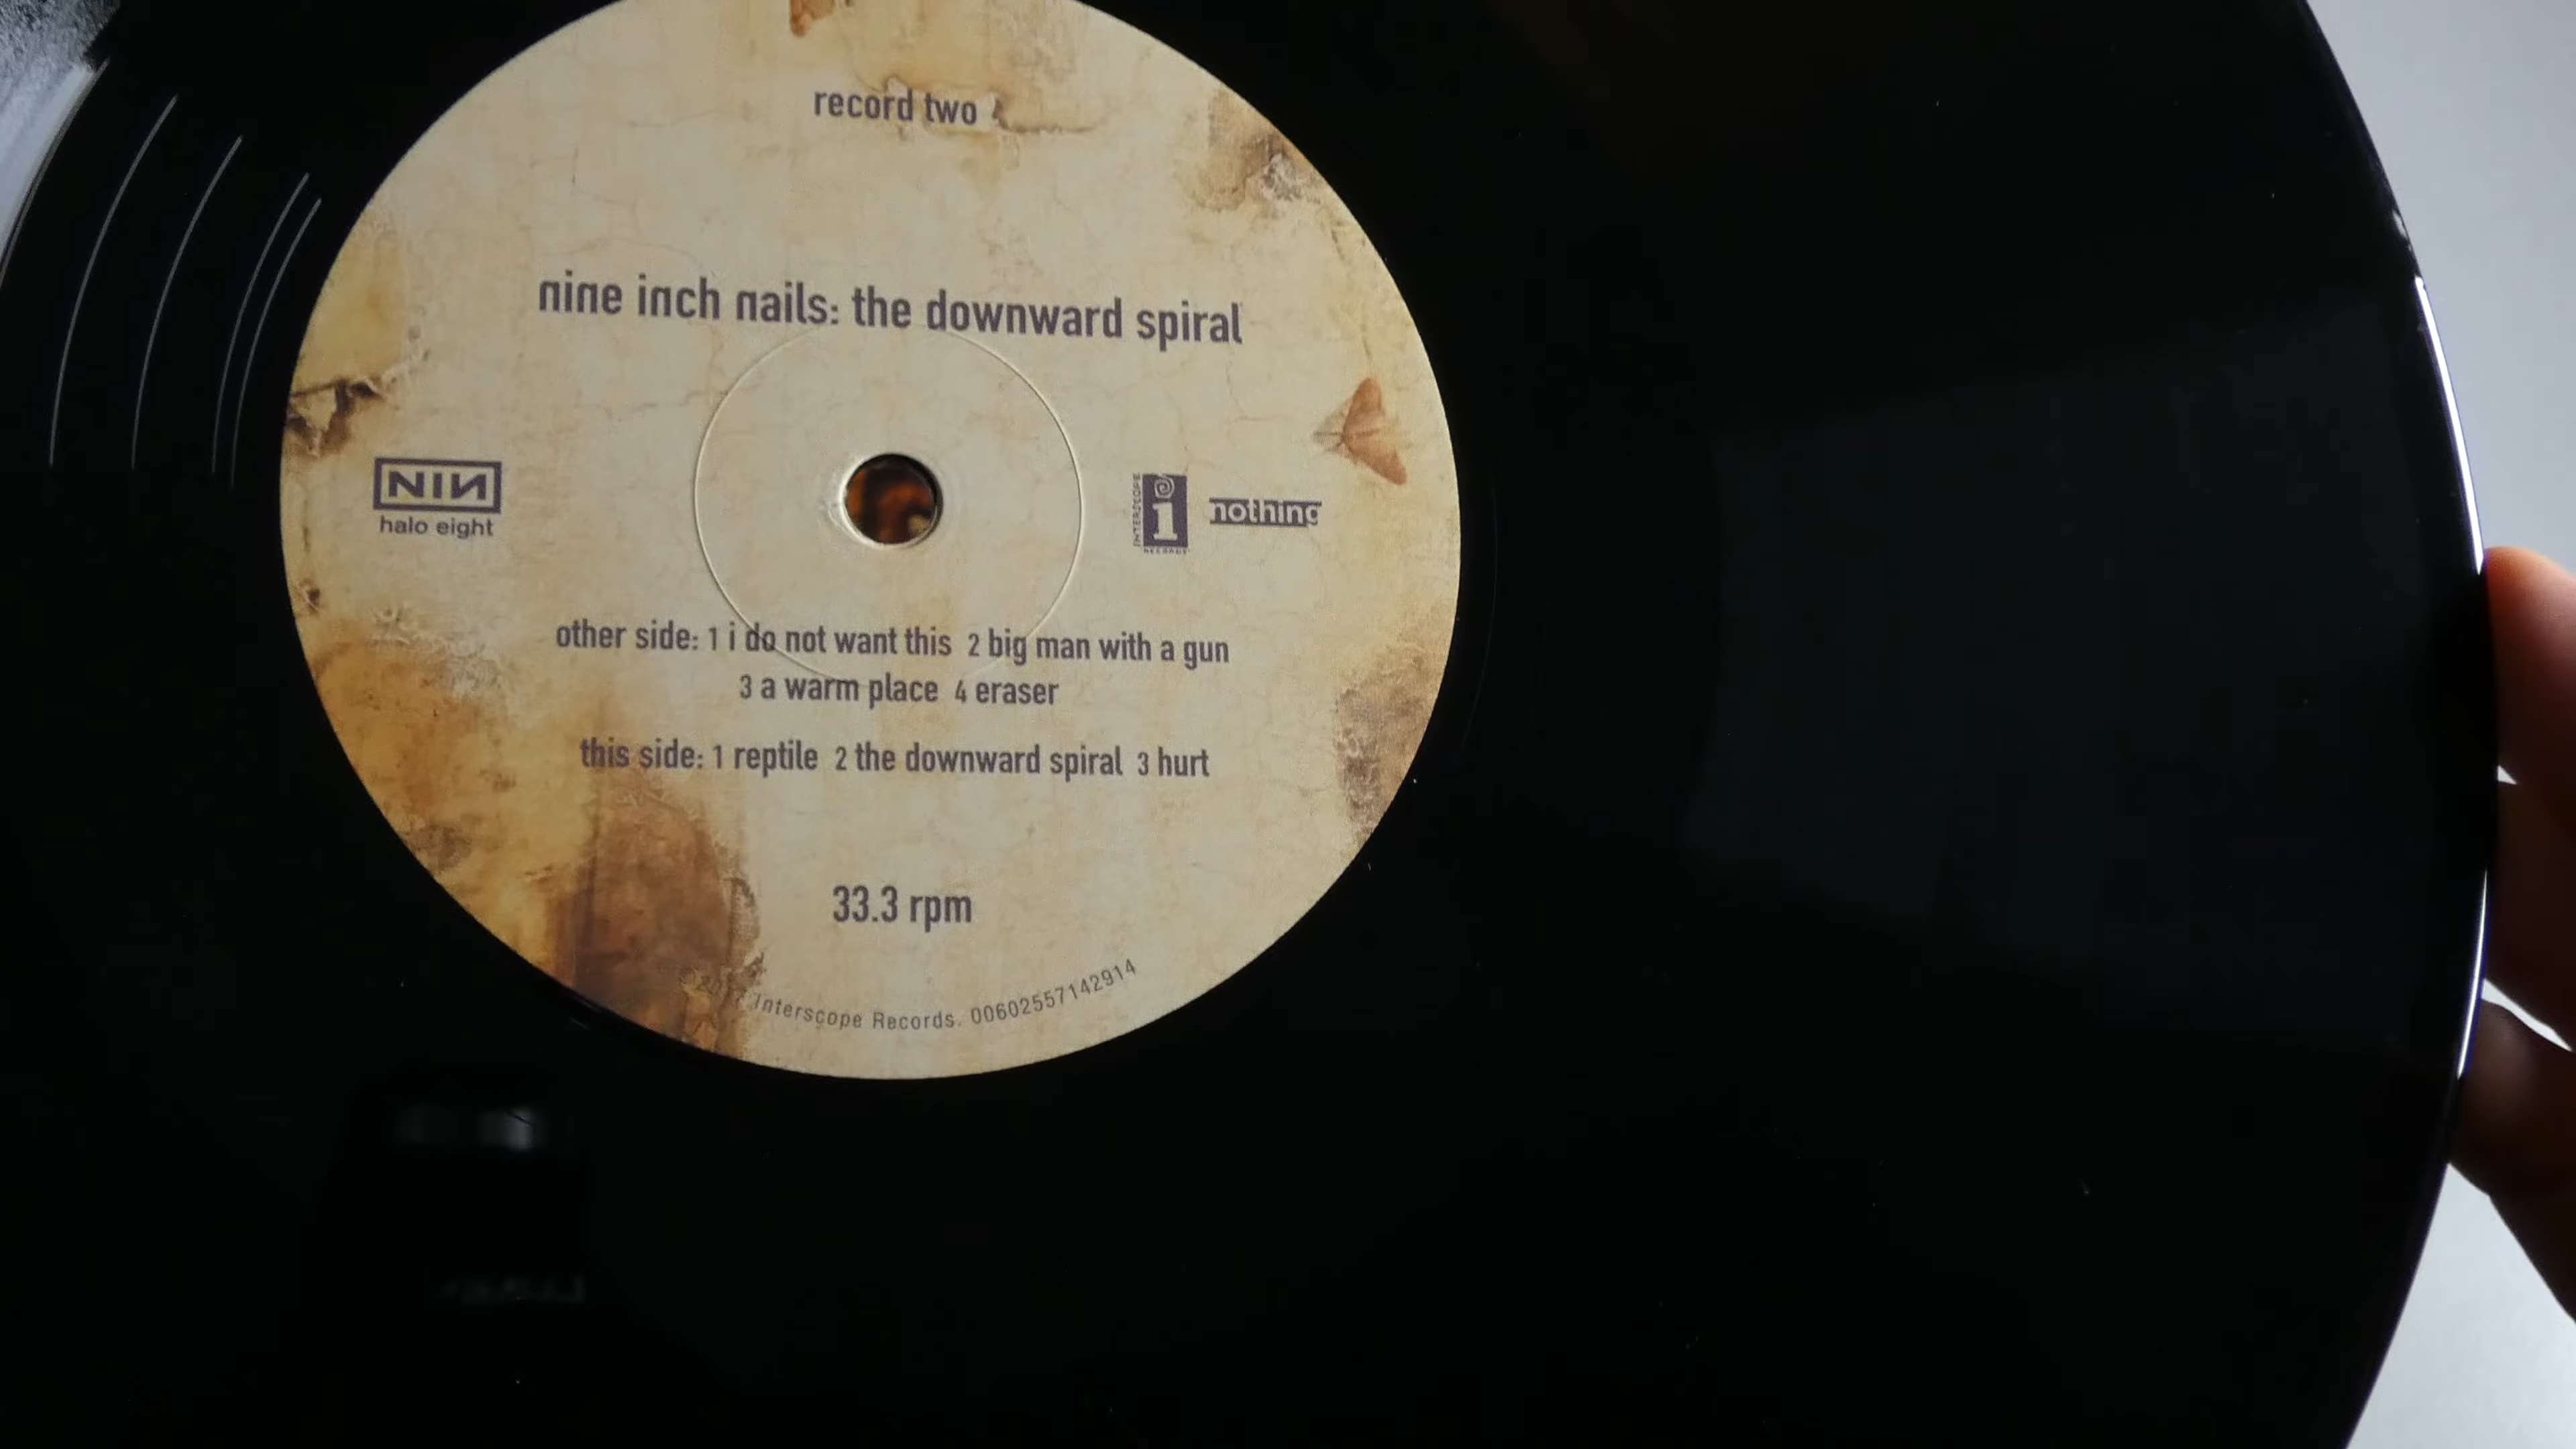 record two
nine inch nails: the downward spiral
NIN
halo eight
INTERSCOPE
i
RECORDS
nothing
other side: 1 i do not want this 2 big man with a gun
3 a warm place 4 eraser
this side: 1 reptile 2 the downward spiral 3 hurt
33.3 rpm
Interscope Records. 00602557142914